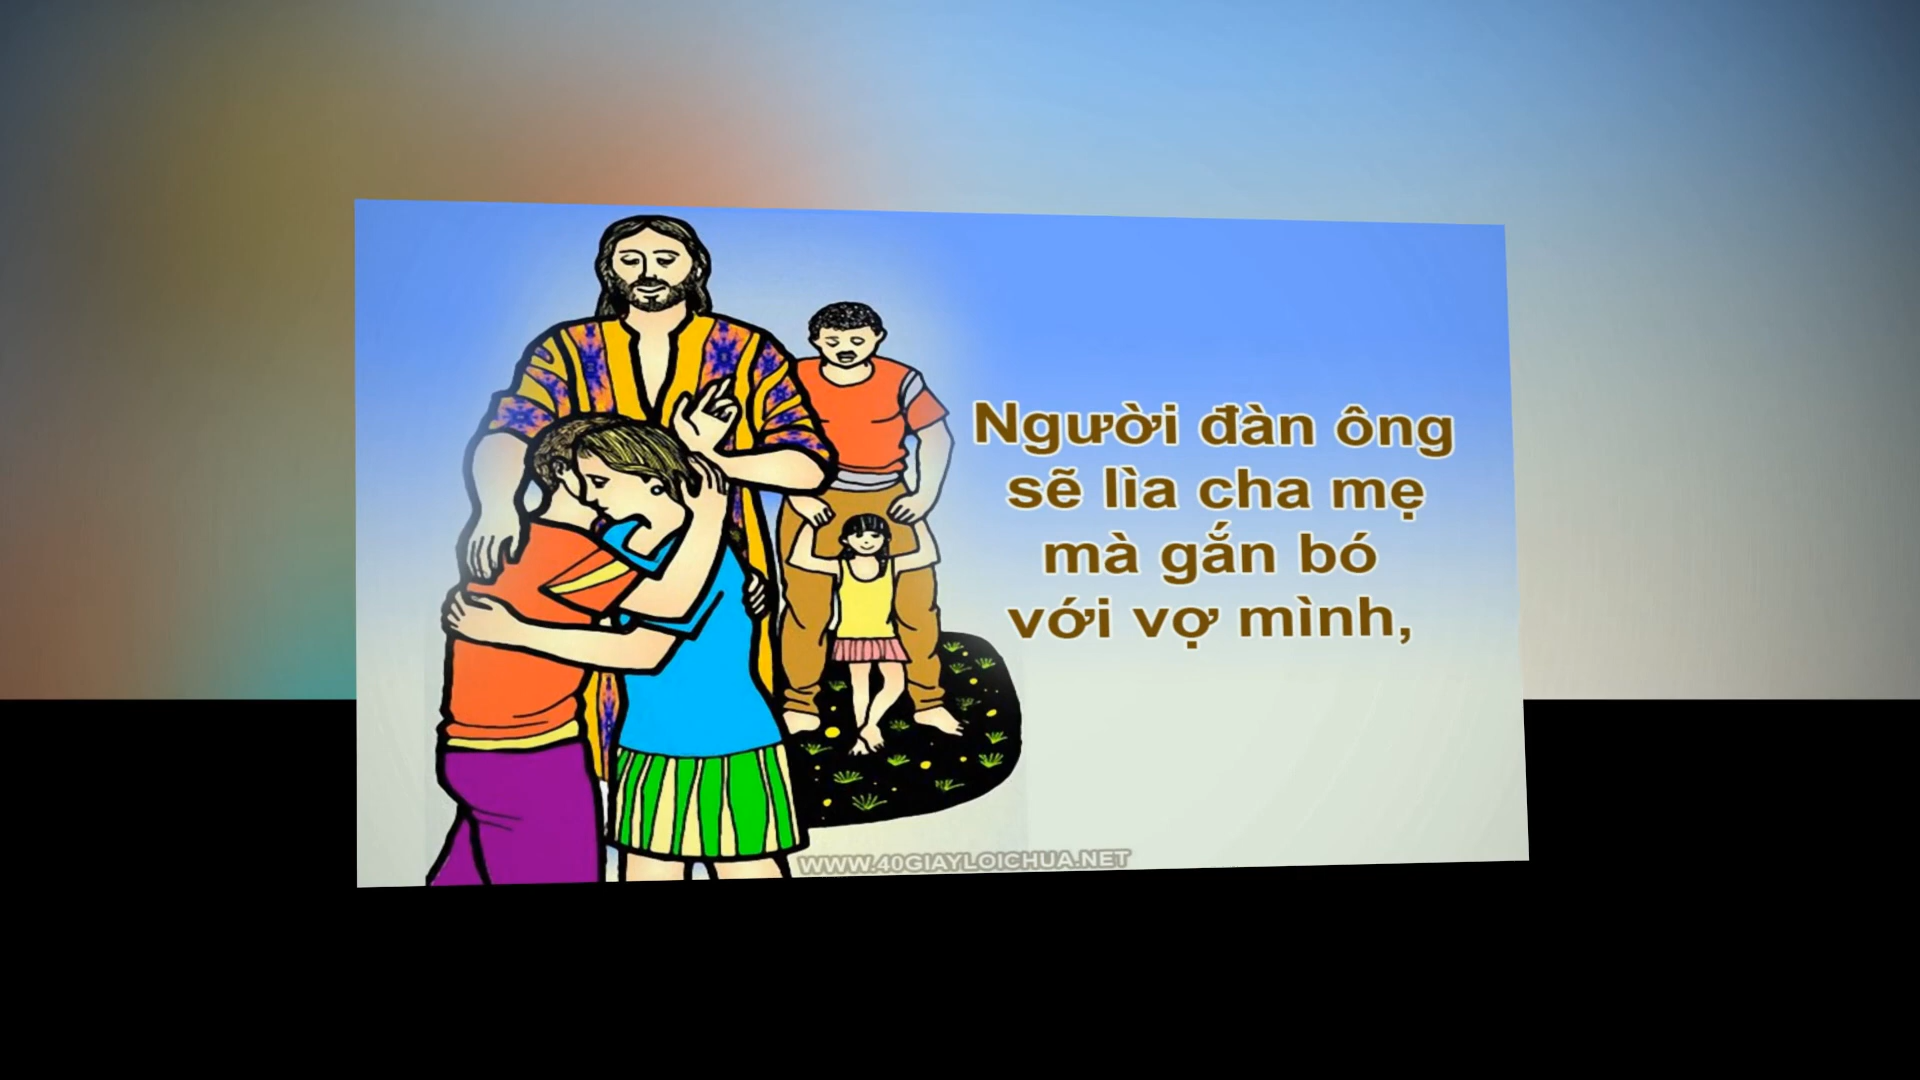 Người đàn ông
sẽ lìa cha mẹ
mà gắn bó
với vợ mình,
WWW.40GIAYLOICHUA.NET